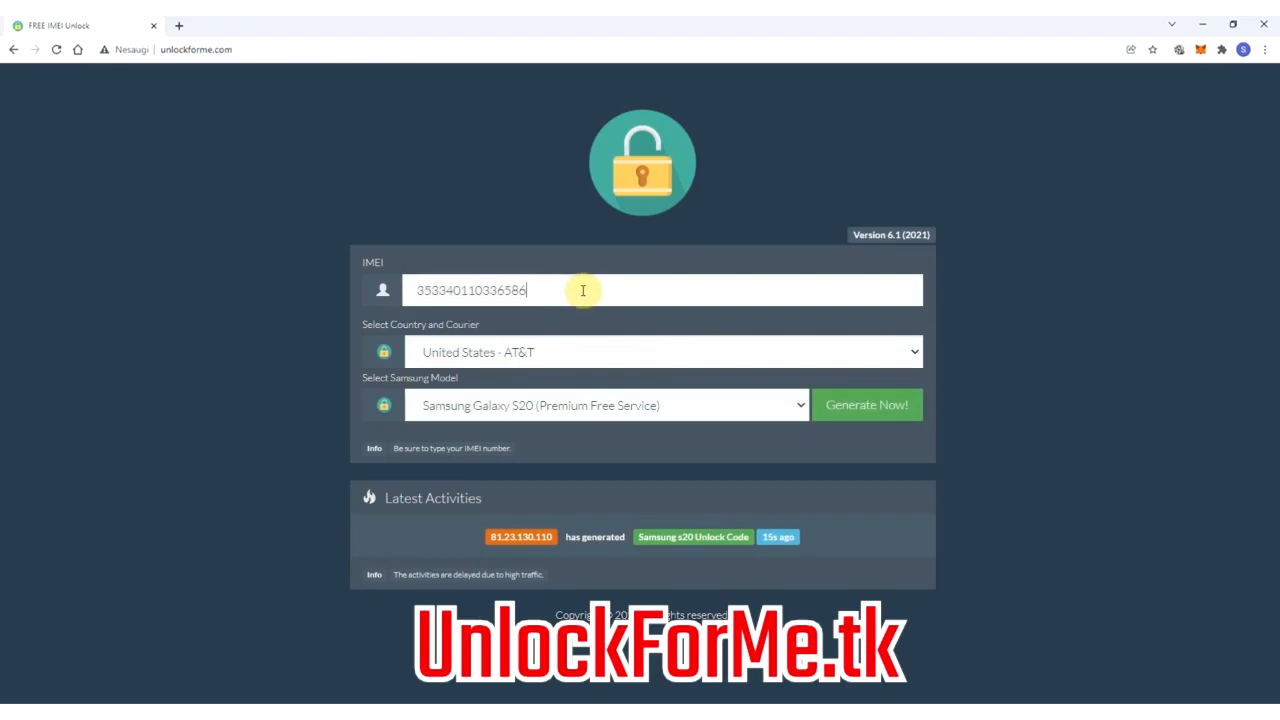 FREE IMEI Unlock
Nesaugi
unlockforme.com
S
Version 6.1 (2021)
IMEI
353340110336586
Select Country and Courier
United States - AT&T
Select Samsung Model
Samsung Galaxy S20 (Premium Free Service)
Generate Now!
Info Be sure to type your IMEI number.
Latest Activities
81.23.130.110 has generated Samsung s20 Unlock Code 15s ago
Info The activities are delayed due to high traffic.
reserved
UnlockForMe.tk